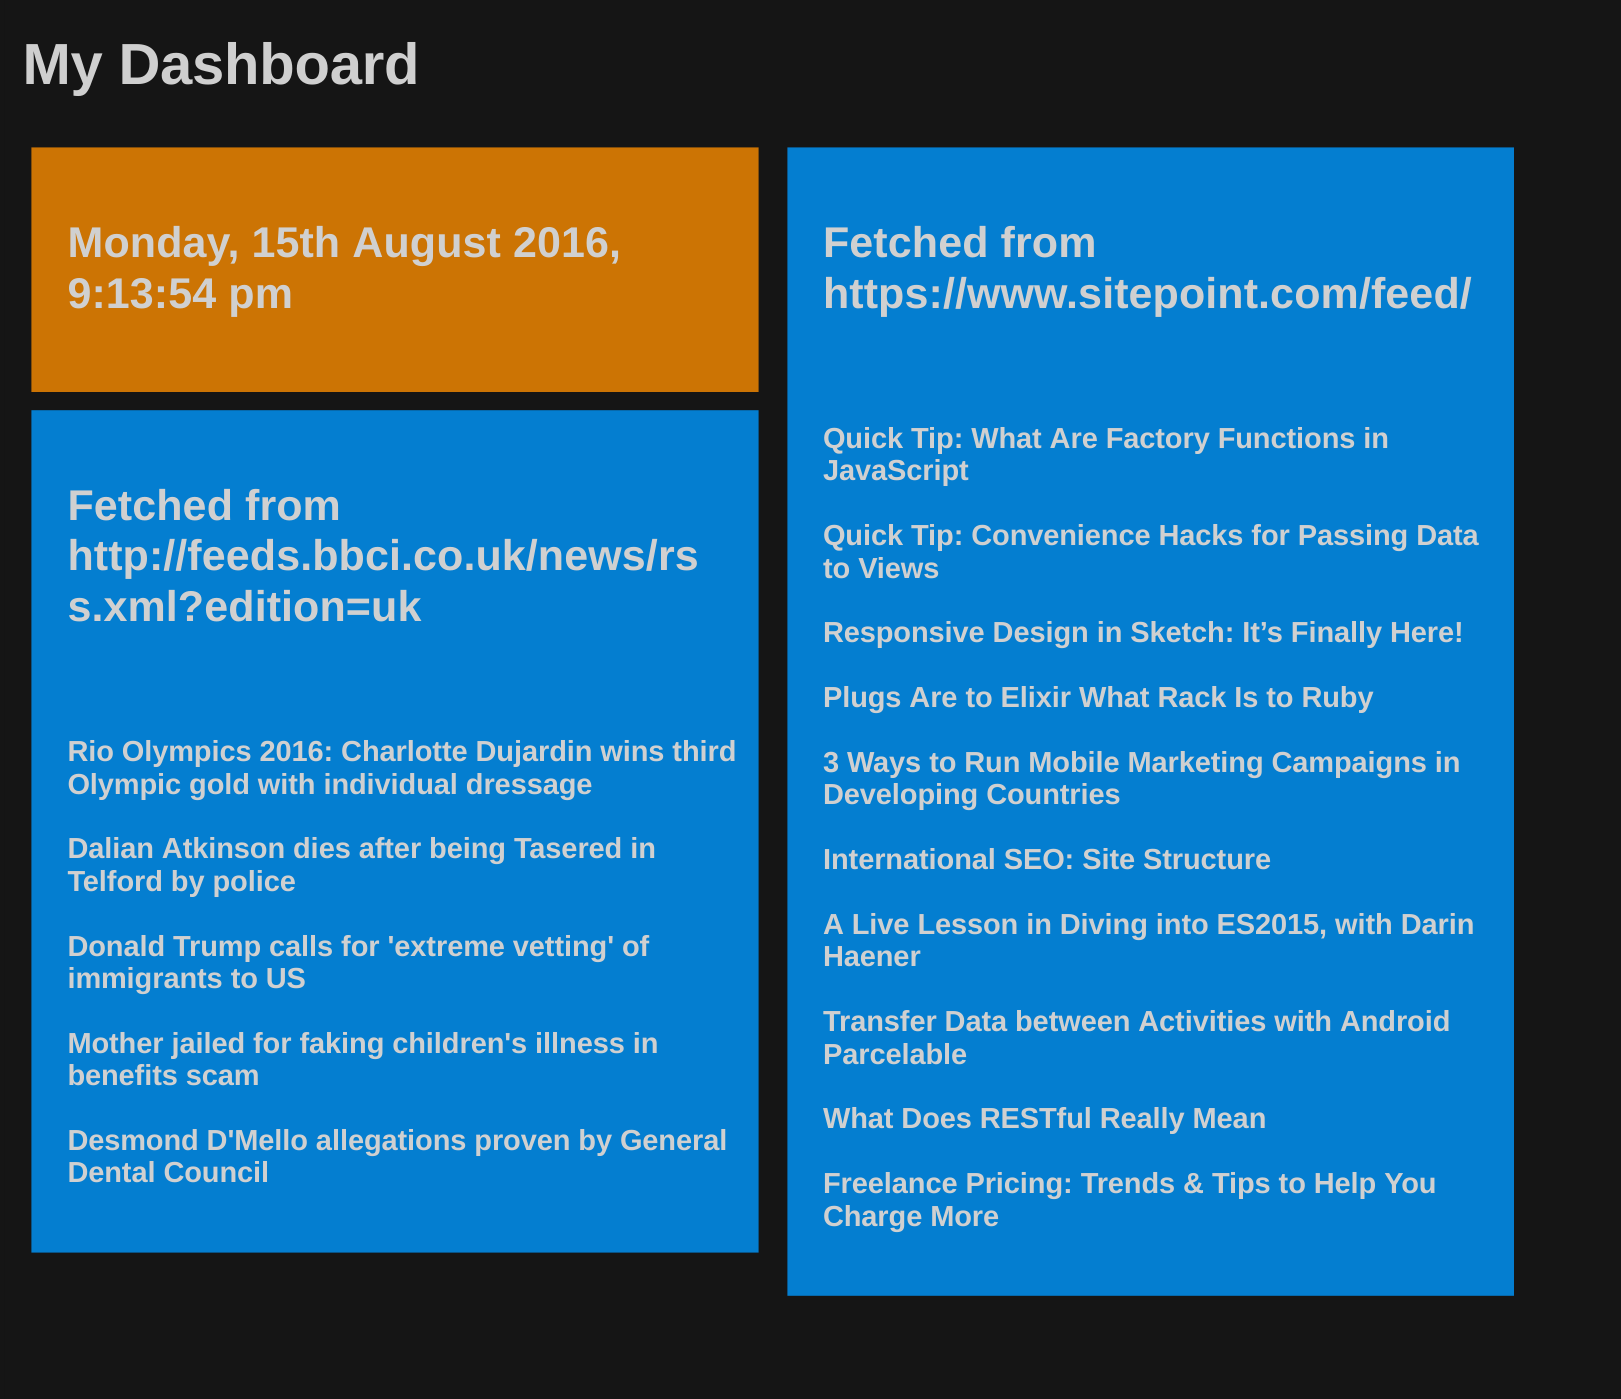 My Dashboard
Monday, 15th August 2016,
9:13:54 pm
Fetched from
http://feeds.bbci.co.uk/news/rs
s.xml?edition=uk
Rio Olympics 2016: Charlotte Dujardin wins third
Olympic gold with individual dressage
Dalian Atkinson dies after being Tasered in
Telford by police
Donald Trump calls for 'extreme vetting' of
immigrants to US
Mother jailed for faking children's illness in
benefits scam
Desmond D'Mello allegations proven by General
Dental Council
Fetched from
https://www.sitepoint.com/feed/
Quick Tip: What Are Factory Functions in
JavaScript
Quick Tip: Convenience Hacks for Passing Data
to Views
Responsive Design in Sketch: It’s Finally Here!
Plugs Are to Elixir What Rack Is to Ruby
3 Ways to Run Mobile Marketing Campaigns in
Developing Countries
International SEO: Site Structure
A Live Lesson in Diving into ES2015, with Darin
Haener
Transfer Data between Activities with Android
Parcelable
What Does RESTful Really Mean
Freelance Pricing: Trends & Tips to Help You
Charge More